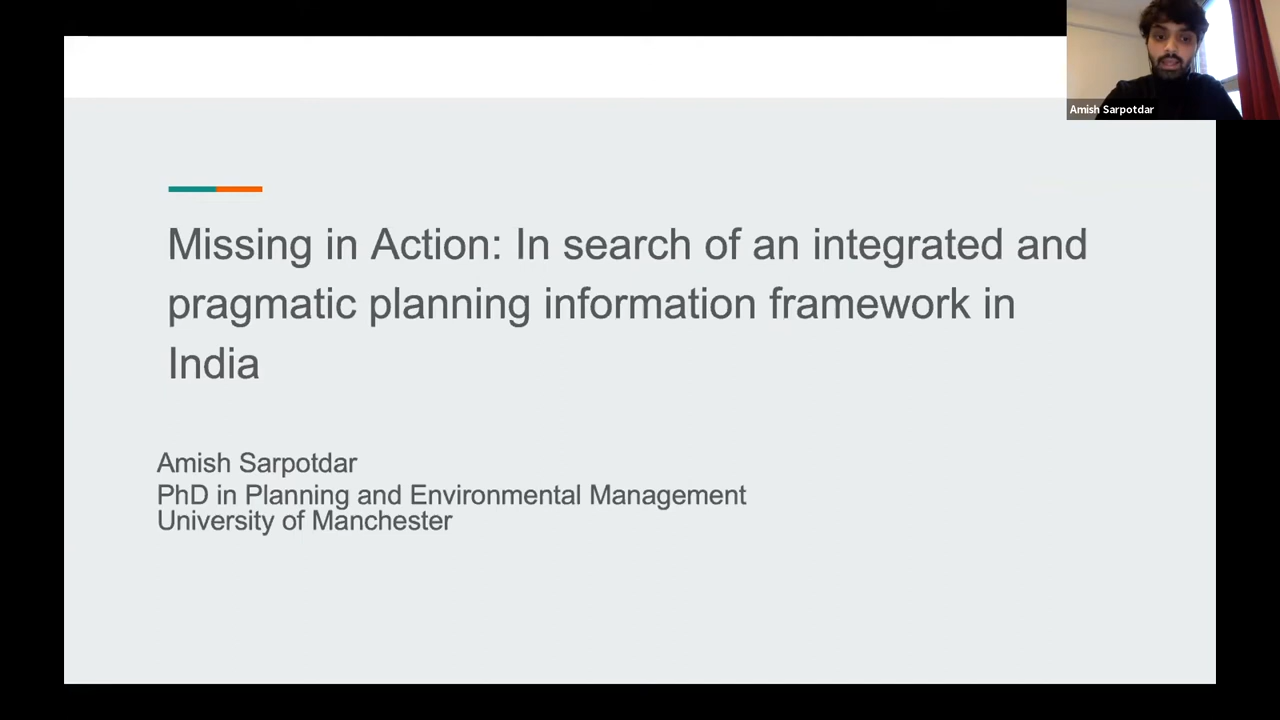 Amish Sarpotdar
Missing in Action: In search of an integrated and
pragmatic planning information framework in
India
Amish Sarpotdar
PhD in Planning and Environmental Management
University of Manchester